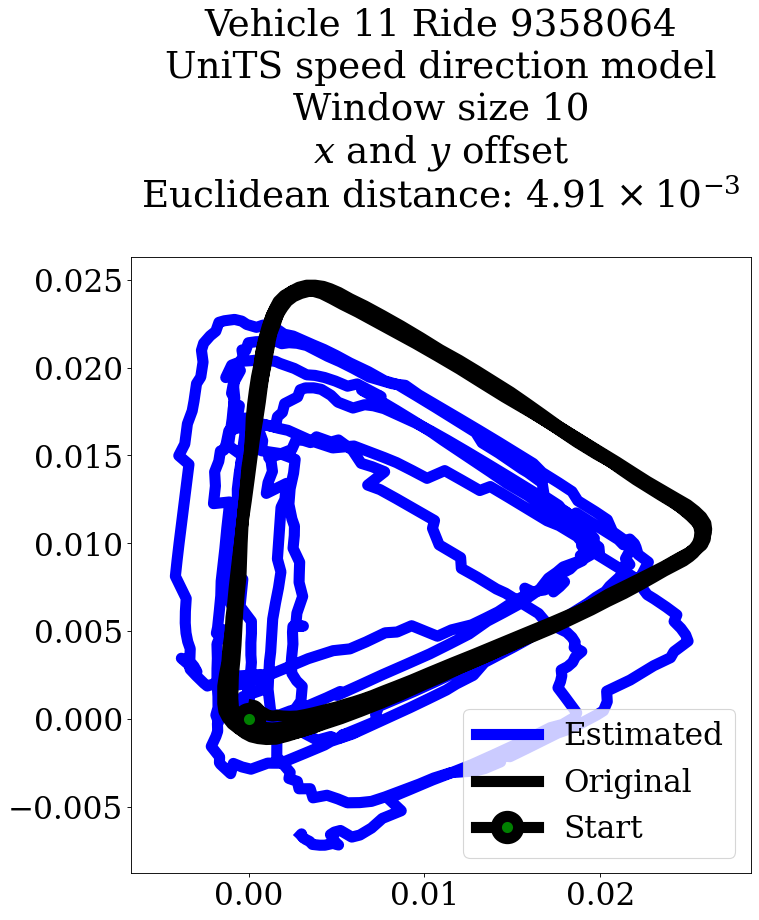 Vehicle 11 Ride 9358064
UniTS speed direction model
Window size 10
x and y offset
Euclidean distance: 4.91 × 10⁻³
0.025
0.020
0.015
0.010
0.005
0.000
−0.005
Estimated
Original
Start
0.00 0.01 0.02